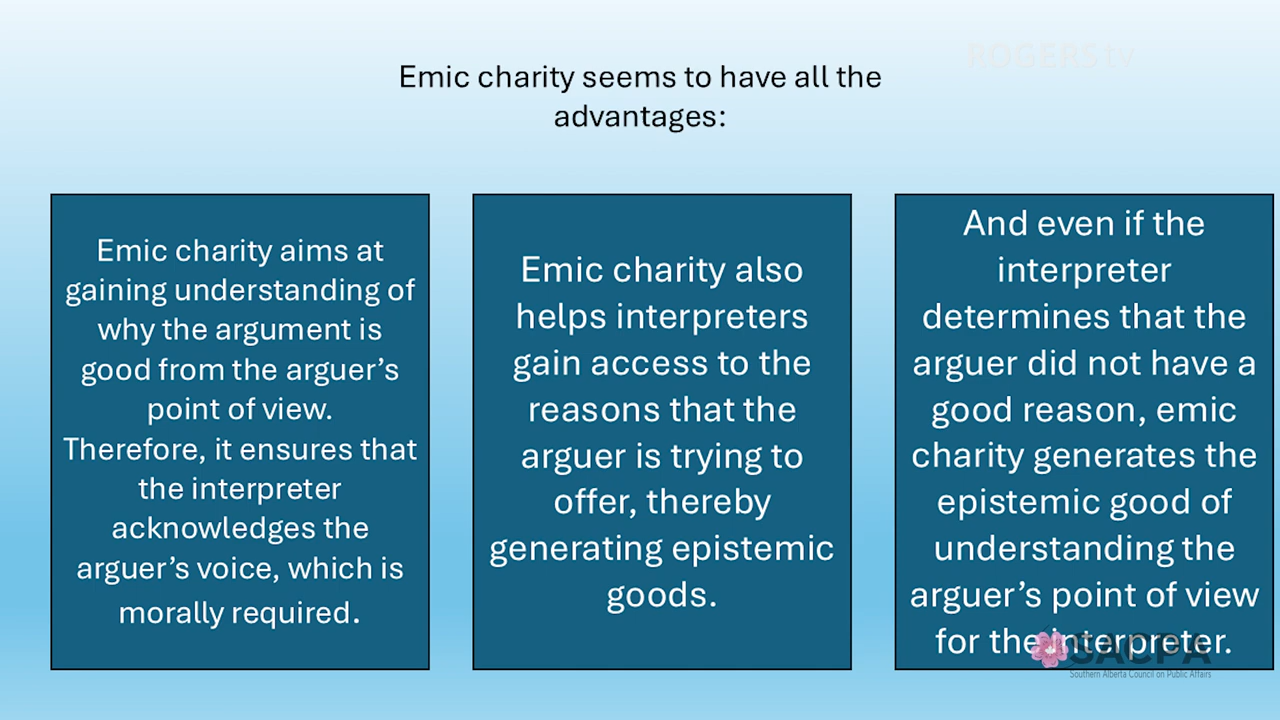 ROGERS tv
Emic charity seems to have all the
advantages:
Emic charity aims at
gaining understanding of
why the argument is
good from the arguer’s
point of view.
Therefore, it ensures that
the interpreter
acknowledges the
arguer’s voice, which is
morally required.
Emic charity also
helps interpreters
gain access to the
reasons that the
arguer is trying to
offer, thereby
generating epistemic
goods.
And even if the
interpreter
determines that the
arguer did not have a
good reason, emic
charity generates the
epistemic good of
understanding the
arguer’s point of view
for the interpreter.
SACPA
Southern Alberta Council on Public Affairs